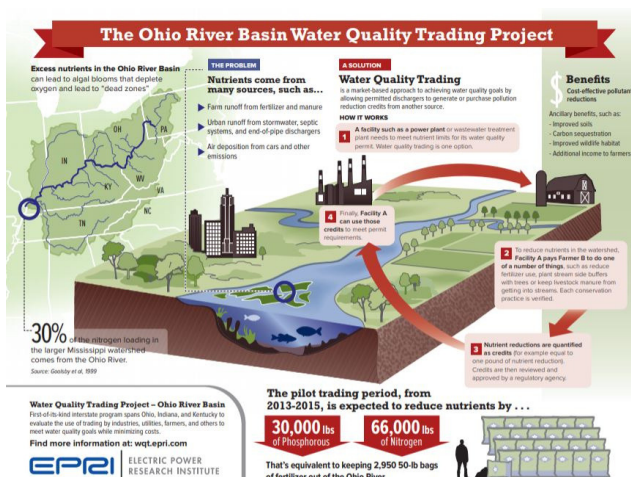 The Ohio River Basin Water Quality Trading Project
Excess nutrients in the Ohio River Basin
can lead to algal blooms that deplete
oxygen and lead to “dead zones”
OH
PA
IN
WV
KY
VA
TN
NC
THE PROBLEM
Nutrients come from
many sources, such as...
Farm runoff from fertilizer and manure
Urban runoff from stormwater, septic
systems, and end-of-pipe dischargers
Air deposition from cars and other
emissions
A SOLUTION
Water Quality Trading
is a market-based approach to achieving water quality goals by
allowing permitted dischargers to generate or purchase pollution
reduction credits from another source.
HOW IT WORKS
1 A facility such as a power plant or wastewater treatment
plant needs to meet nutrient limits for its water quality
permit. Water quality trading is one option.
$
Benefits
Cost-effective pollutan
reductions
Ancillary benefits, such as:
- Improved soils
- Carbon sequestration
- Improved wildlife habitat
- Additional income to farmers
4 Finally, Facility A
can use those
credits to meet permit
requirements.
2 To reduce nutrients in the watershed,
Facility A pays Farmer B to do one
of a number of things, such as reduce
fertilizer use, plant stream side buffers
with trees or keep livestock manure from
getting into streams. Each conservation
practice is verified.
3 Nutrient reductions are quantified
as credits (for example equal to
one pound of nutrient reduction).
Credits are then reviewed and
approved by a regulatory agency.
30% of the nitrogen loading in
the larger Mississippi watershed
comes from the Ohio River.
Source: Goolsby et al. 1999
Water Quality Trading Project – Ohio River Basin
First-of-its-kind interstate program spans Ohio, Indiana, and Kentucky to
evaluate the use of trading by industries, utilities, farmers, and others to
meet water quality goals while minimizing costs.
Find more information at: wqt.epri.com
EPRI ELECTRIC POWER
RESEARCH INSTITUTE
The pilot trading period, from
2013-2015, is expected to reduce nutrients by . . .
30,000 lbs
of Phosphorous
66,000 lbs
of Nitrogen
That's equivalent to keeping 2,950 50-lb bags
of fertilizer out of the Ohio River